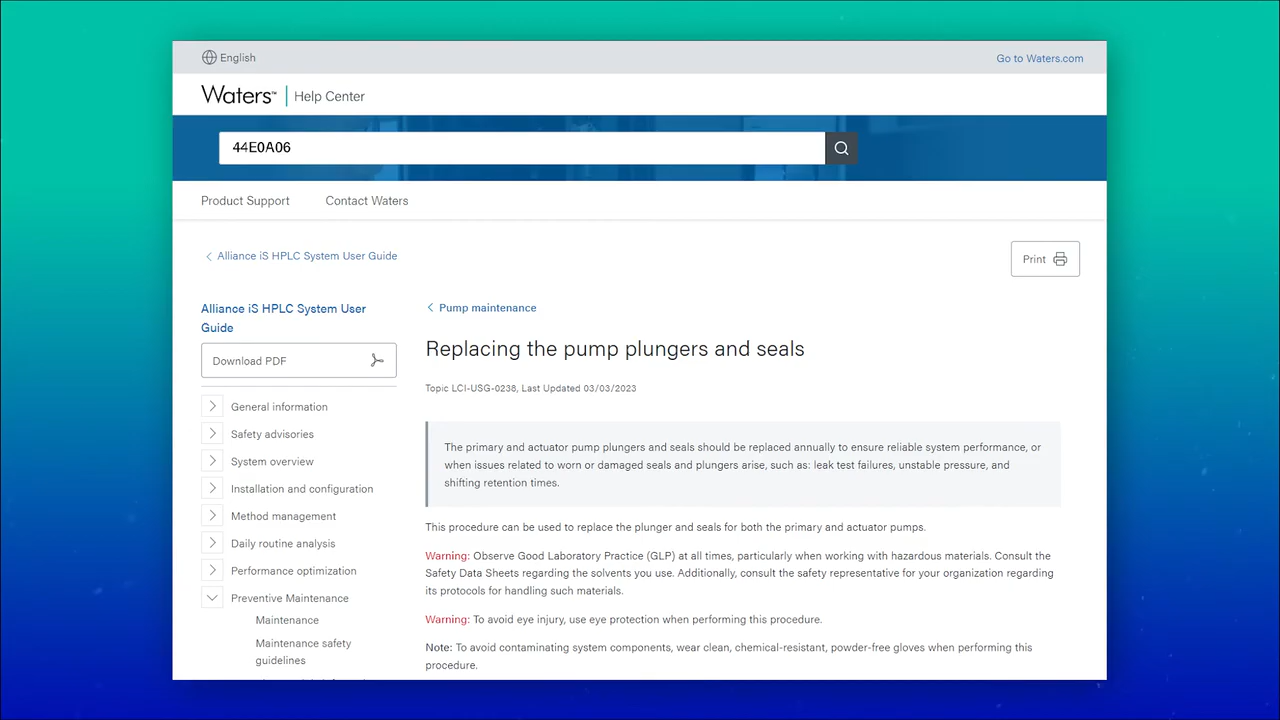 English
Go to Waters.com
Waters™ | Help Center
44E0A06
Product Support
Contact Waters
Alliance iS HPLC System User Guide
Print
Alliance iS HPLC System User
Guide
Download PDF
General information
Safety advisories
System overview
Installation and configuration
Method management
Daily routine analysis
Performance optimization
Preventive Maintenance
Maintenance
Maintenance safety
guidelines
Pump maintenance
Replacing the pump plungers and seals
Topic LCI-USG-0238, Last Updated 03/03/2023
The primary and actuator pump plungers and seals should be replaced annually to ensure reliable system performance, or
when issues related to worn or damaged seals and plungers arise, such as: leak test failures, unstable pressure, and
shifting retention times.
This procedure can be used to replace the plunger and seals for both the primary and actuator pumps.
Warning: Observe Good Laboratory Practice (GLP) at all times, particularly when working with hazardous materials. Consult the
Safety Data Sheets regarding the solvents you use. Additionally, consult the safety representative for your organization regarding
its protocols for handling such materials.
Warning: To avoid eye injury, use eye protection when performing this procedure.
Note: To avoid contaminating system components, wear clean, chemical-resistant, powder-free gloves when performing this
procedure.